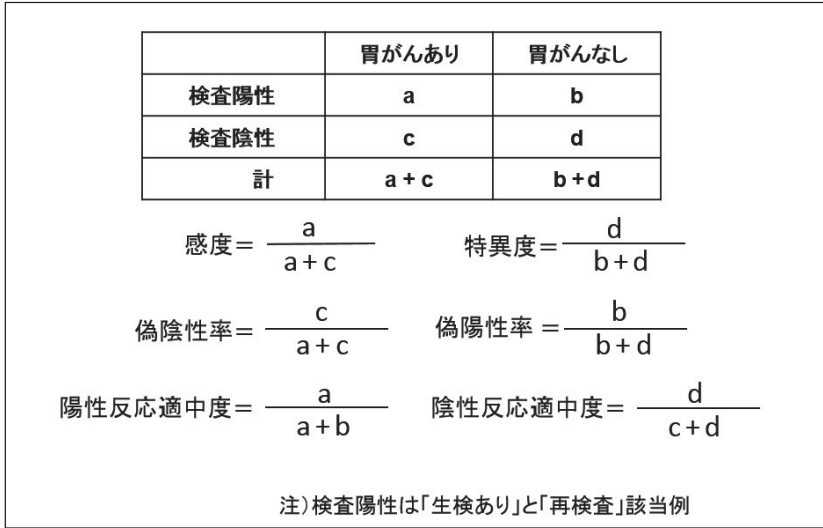 胃がんあり 胃がんなし
検査陽性 a b
検査陰性 c d
計 a + c b + d
感度= a / a + c 特異度= d / b + d
偽陰性率= c / a + c 偽陽性率 = b / b + d
陽性反応適中度= a / a + b 陰性反応適中度= d / c + d
注)検査陽性は「生検あり」と「再検査」該当例